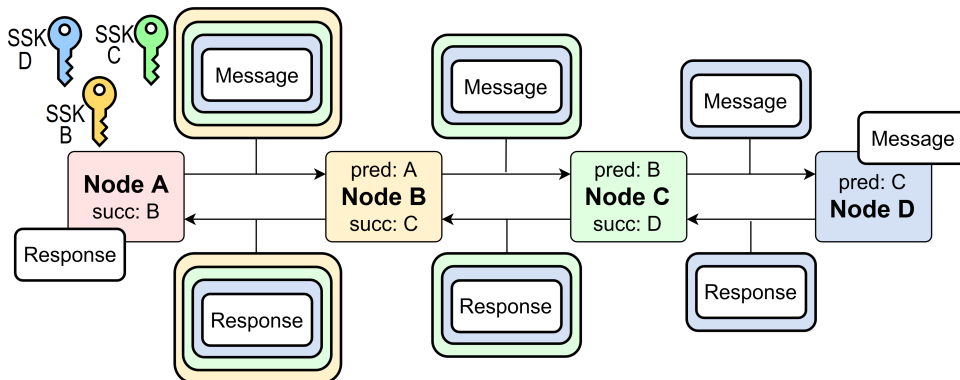 SSK
D
SSK
C
SSK
B
Message
Message
Message
Message
Node A
succ: B
pred: A
Node B
succ: C
pred: B
Node C
succ: D
pred: C
Node D
Response
Response
Response
Response